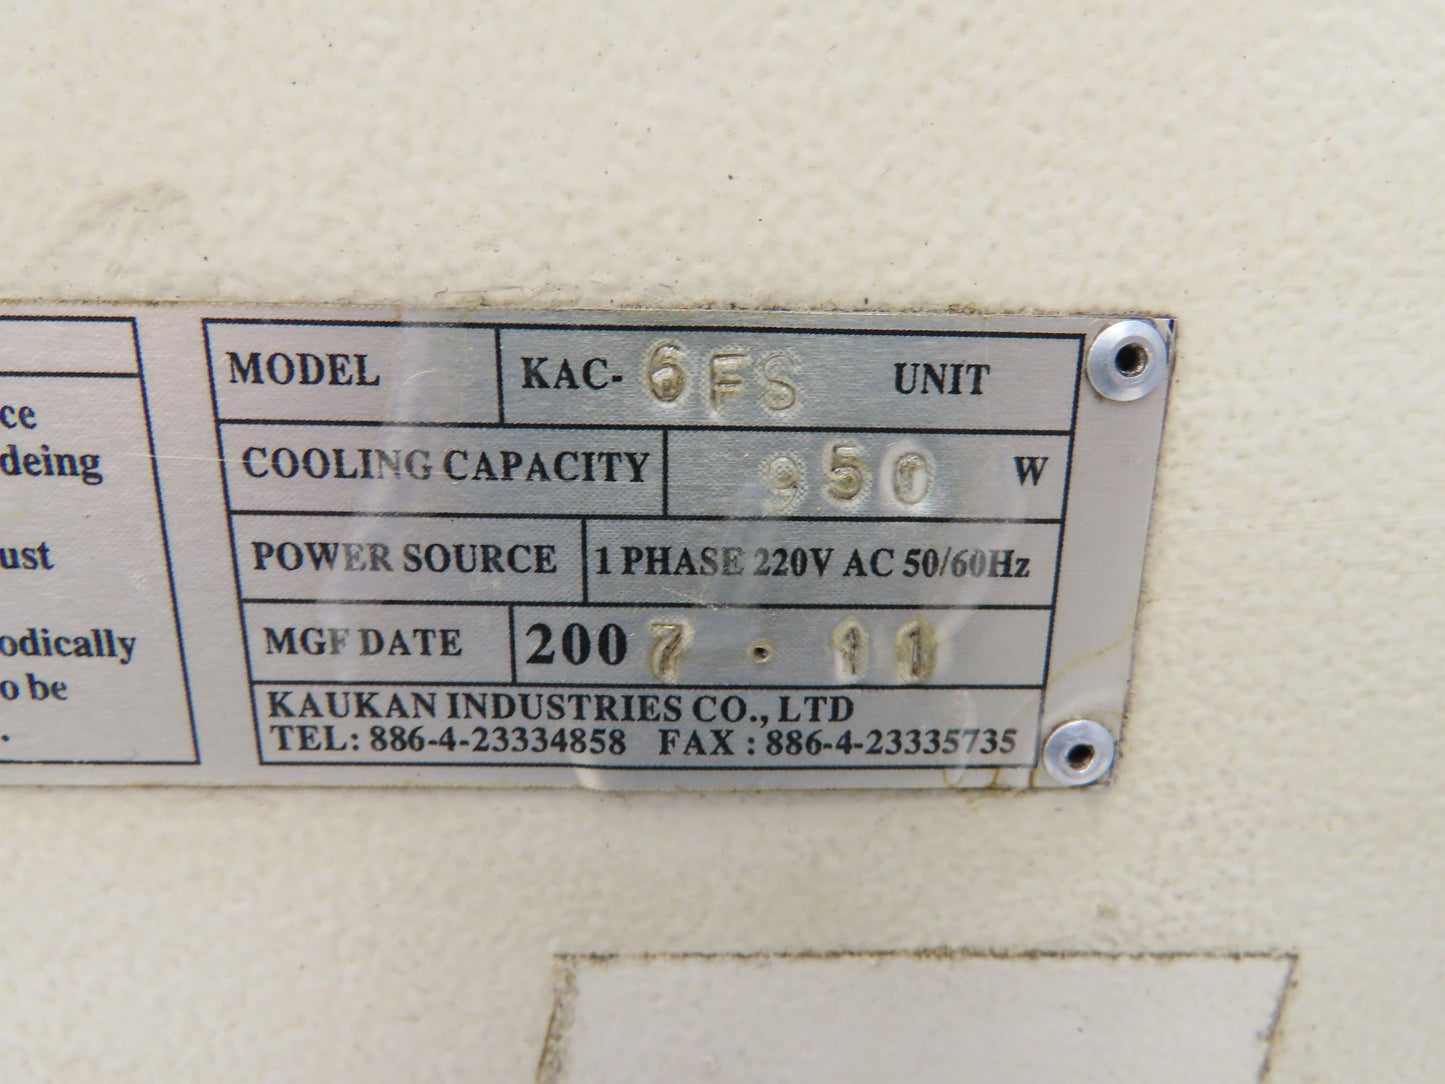 ce
deing
ust
odically
o be
.
MODEL KAC-6FS UNIT
COOLING CAPACITY 950 W
POWER SOURCE 1 PHASE 220V AC 50/60Hz
MGF DATE 2007 . 11
KAUKAN INDUSTRIES CO., LTD
TEL: 886-4-23334858 FAX : 886-4-23335735